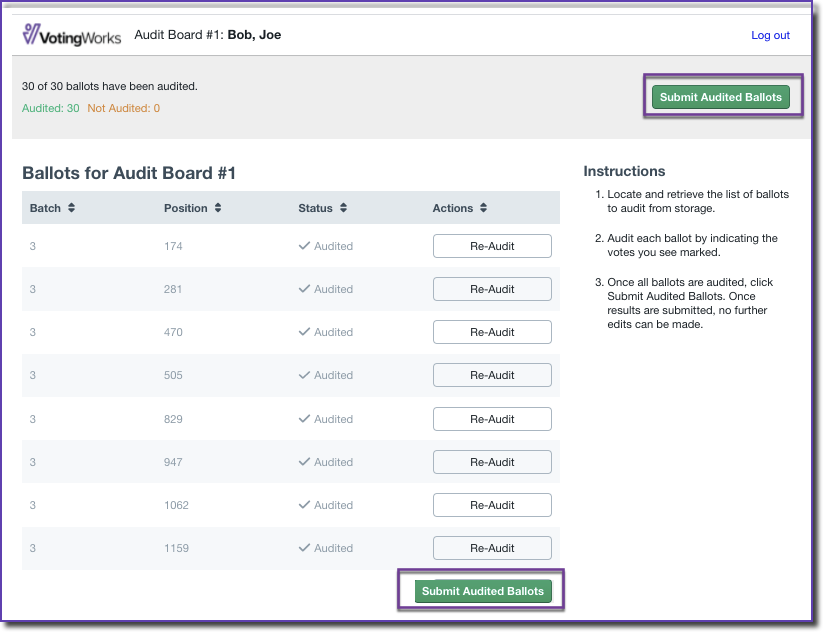 VotingWorks Audit Board #1: Bob, Joe Log out
30 of 30 ballots have been audited.
Audited: 30 Not Audited: 0
Submit Audited Ballots
Ballots for Audit Board #1
Batch Position Status Actions
3 174 Audited Re-Audit
3 281 Audited Re-Audit
3 470 Audited Re-Audit
3 505 Audited Re-Audit
3 829 Audited Re-Audit
3 947 Audited Re-Audit
3 1062 Audited Re-Audit
3 1159 Audited Re-Audit
Submit Audited Ballots
Instructions
1. Locate and retrieve the list of ballots
to audit from storage.
2. Audit each ballot by indicating the
votes you see marked.
3. Once all ballots are audited, click
Submit Audited Ballots. Once
results are submitted, no further
edits can be made.